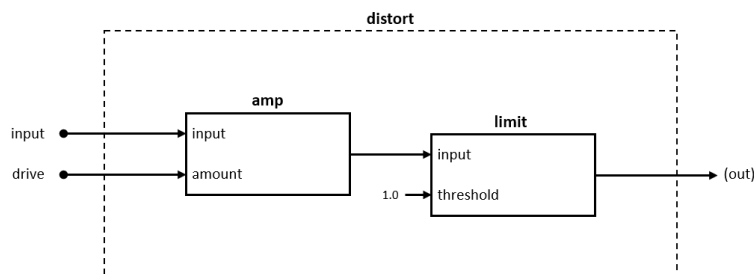 distort
amp
input
input
drive
amount
limit
input
1.0
threshold
(out)